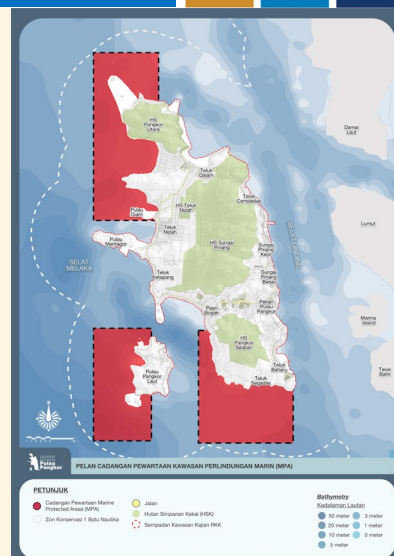 Damai
Laut
HS
Pangkor
Utara
Teluk
Dalam
Teluk
Cempedak
Pulau
Giam
HS Teluk
Nipah
Lumut
Teluk
Nipah
Pulau
Mentagor
HS Sungai
Pinang
Sungai
Pinang
Kecil
SELAT
MELAKA
Teluk
Ketapang
Sungai
Pinang
Besar
Pasir
Bogak
Pekan
Pulau
Pangkor
Marina
Island
HS
Pangkor
Selatan
Pulau
Pangkor
Laut
Teluk
Baharu
Teluk
Batik
Teluk
Segadas
Pulau
Pangkor
PELAN CADANGAN PEWARTAAN KAWASAN PERLINDUNGAN MARIN (MPA)
PETUNJUK
Cadangan Pewartaan Marine
Protected Areas (MPA)
Zon Konservasi 1 Batu Nautika
Jalan
Hutan Simpanan Kekal (HSK)
Sempadan Kawasan Kajian RKK
Bathymetry
Kedalaman Lautan
50 meter
3 meter
20 meter
1 meter
10 meter
0 meter
5 meter